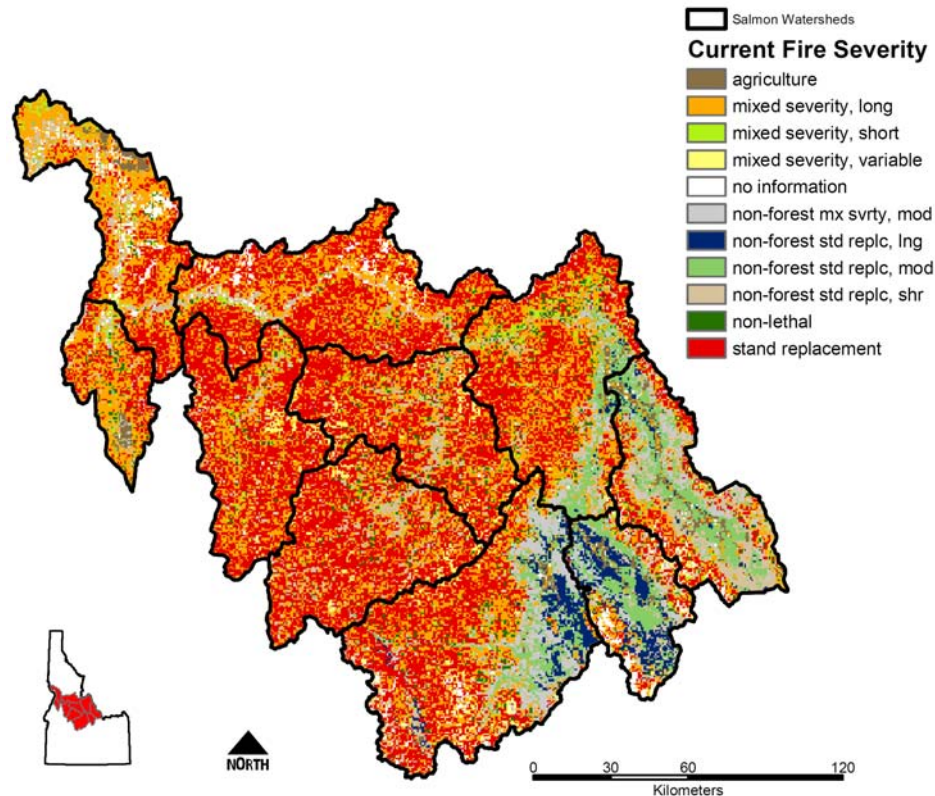 Salmon Watersheds
Current Fire Severity
agriculture
mixed severity, long
mixed severity, short
mixed severity, variable
no information
non-forest mx svrty, mod
non-forest std replc, lng
non-forest std replc, mod
non-forest std replc, shr
non-lethal
stand replacement
NORTH
0 30 60 120
Kilometers